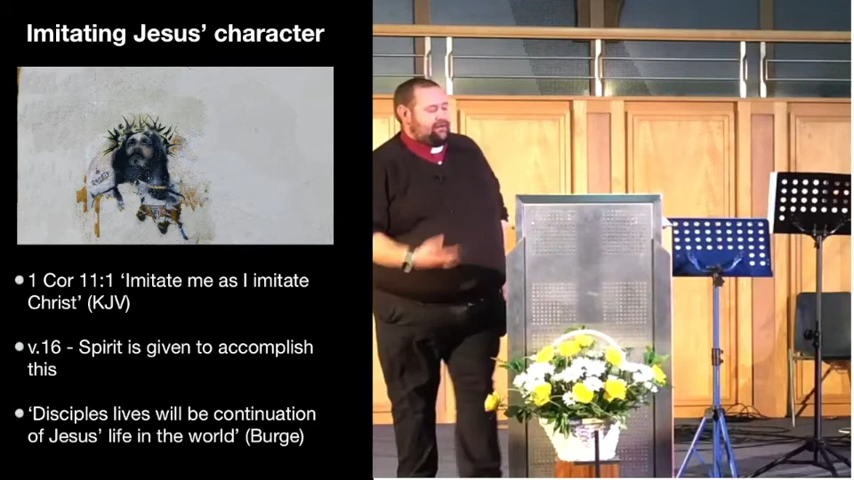 Imitating Jesus' character
1 Cor 11:1 'Imitate me as I imitate
Christ' (KJV)
v.16 - Spirit is given to accomplish
this
'Disciples lives will be continuation
of Jesus' life in the world' (Burge)